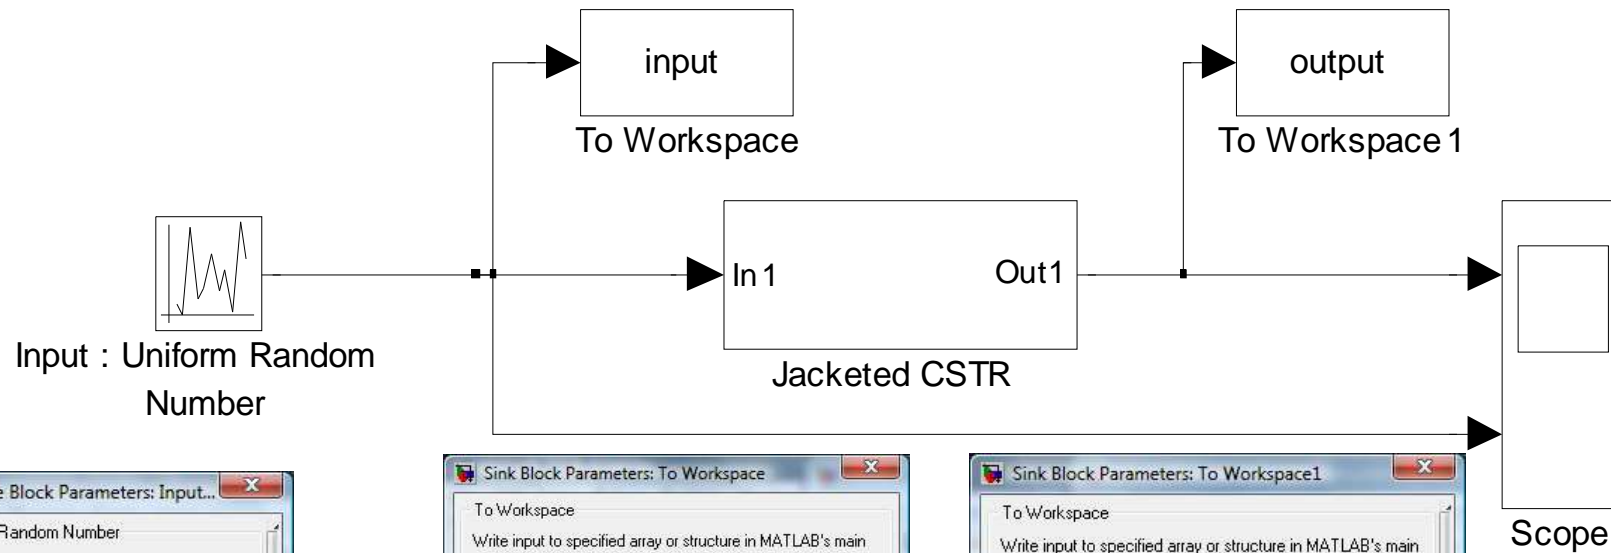 input
output
To Workspace
To Workspace 1
In 1
Out1
Input : Uniform Random
Number
Jacketed CSTR
Scope
Block Parameters: Input...
Random Number
Sink Block Parameters: To Workspace
To Workspace
Write input to specified array or structure in MATLAB's main
Sink Block Parameters: To Workspace1
To Workspace
Write input to specified array or structure in MATLAB's main